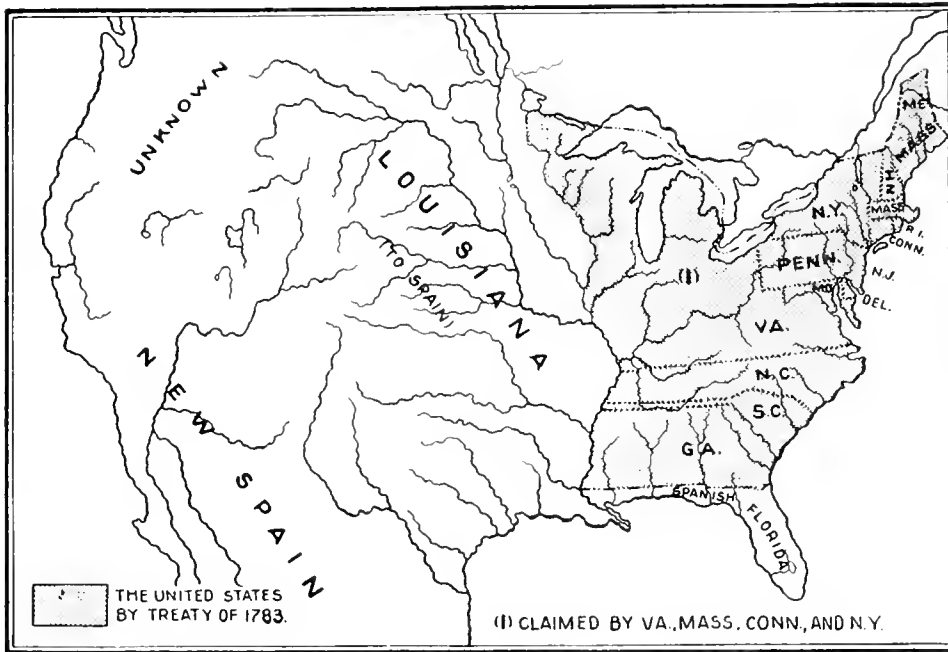 UNKNOWN
LOUISIANA
(TO SPAIN)
NEW SPAIN
ME.
MASS.
N.H.
N.Y.
MASS.
R.I.
CONN.
PENN.
N.J.
MD.
DEL.
(1)
VA.
N.C.
S.C.
GA.
SPANISH
FLORIDA
THE UNITED STATES
BY TREATY OF 1783.
(1) CLAIMED BY VA., MASS. CONN., AND N.Y.